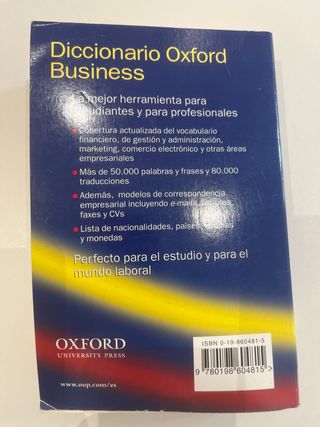 Diccionario Oxford
Business
La mejor herramienta para
estudiantes y para profesionales
Cobertura actualizada del vocabulario
financiero, de gestión y administración,
marketing, comercio electrónico y otras áreas
empresariales
Más de 50.000 palabras y frases y 80.000
traducciones
Además, modelos de correspondencia
empresarial incluyendo e-mails,
faxes y CVs
Lista de nacionalidades, países,
y monedas
Perfecto para el estudio y para el
mundo laboral
OXFORD
UNIVERSITY PRESS
www.oup.com/es
ISBN 0-19-860481-5
9 780198 604815 >